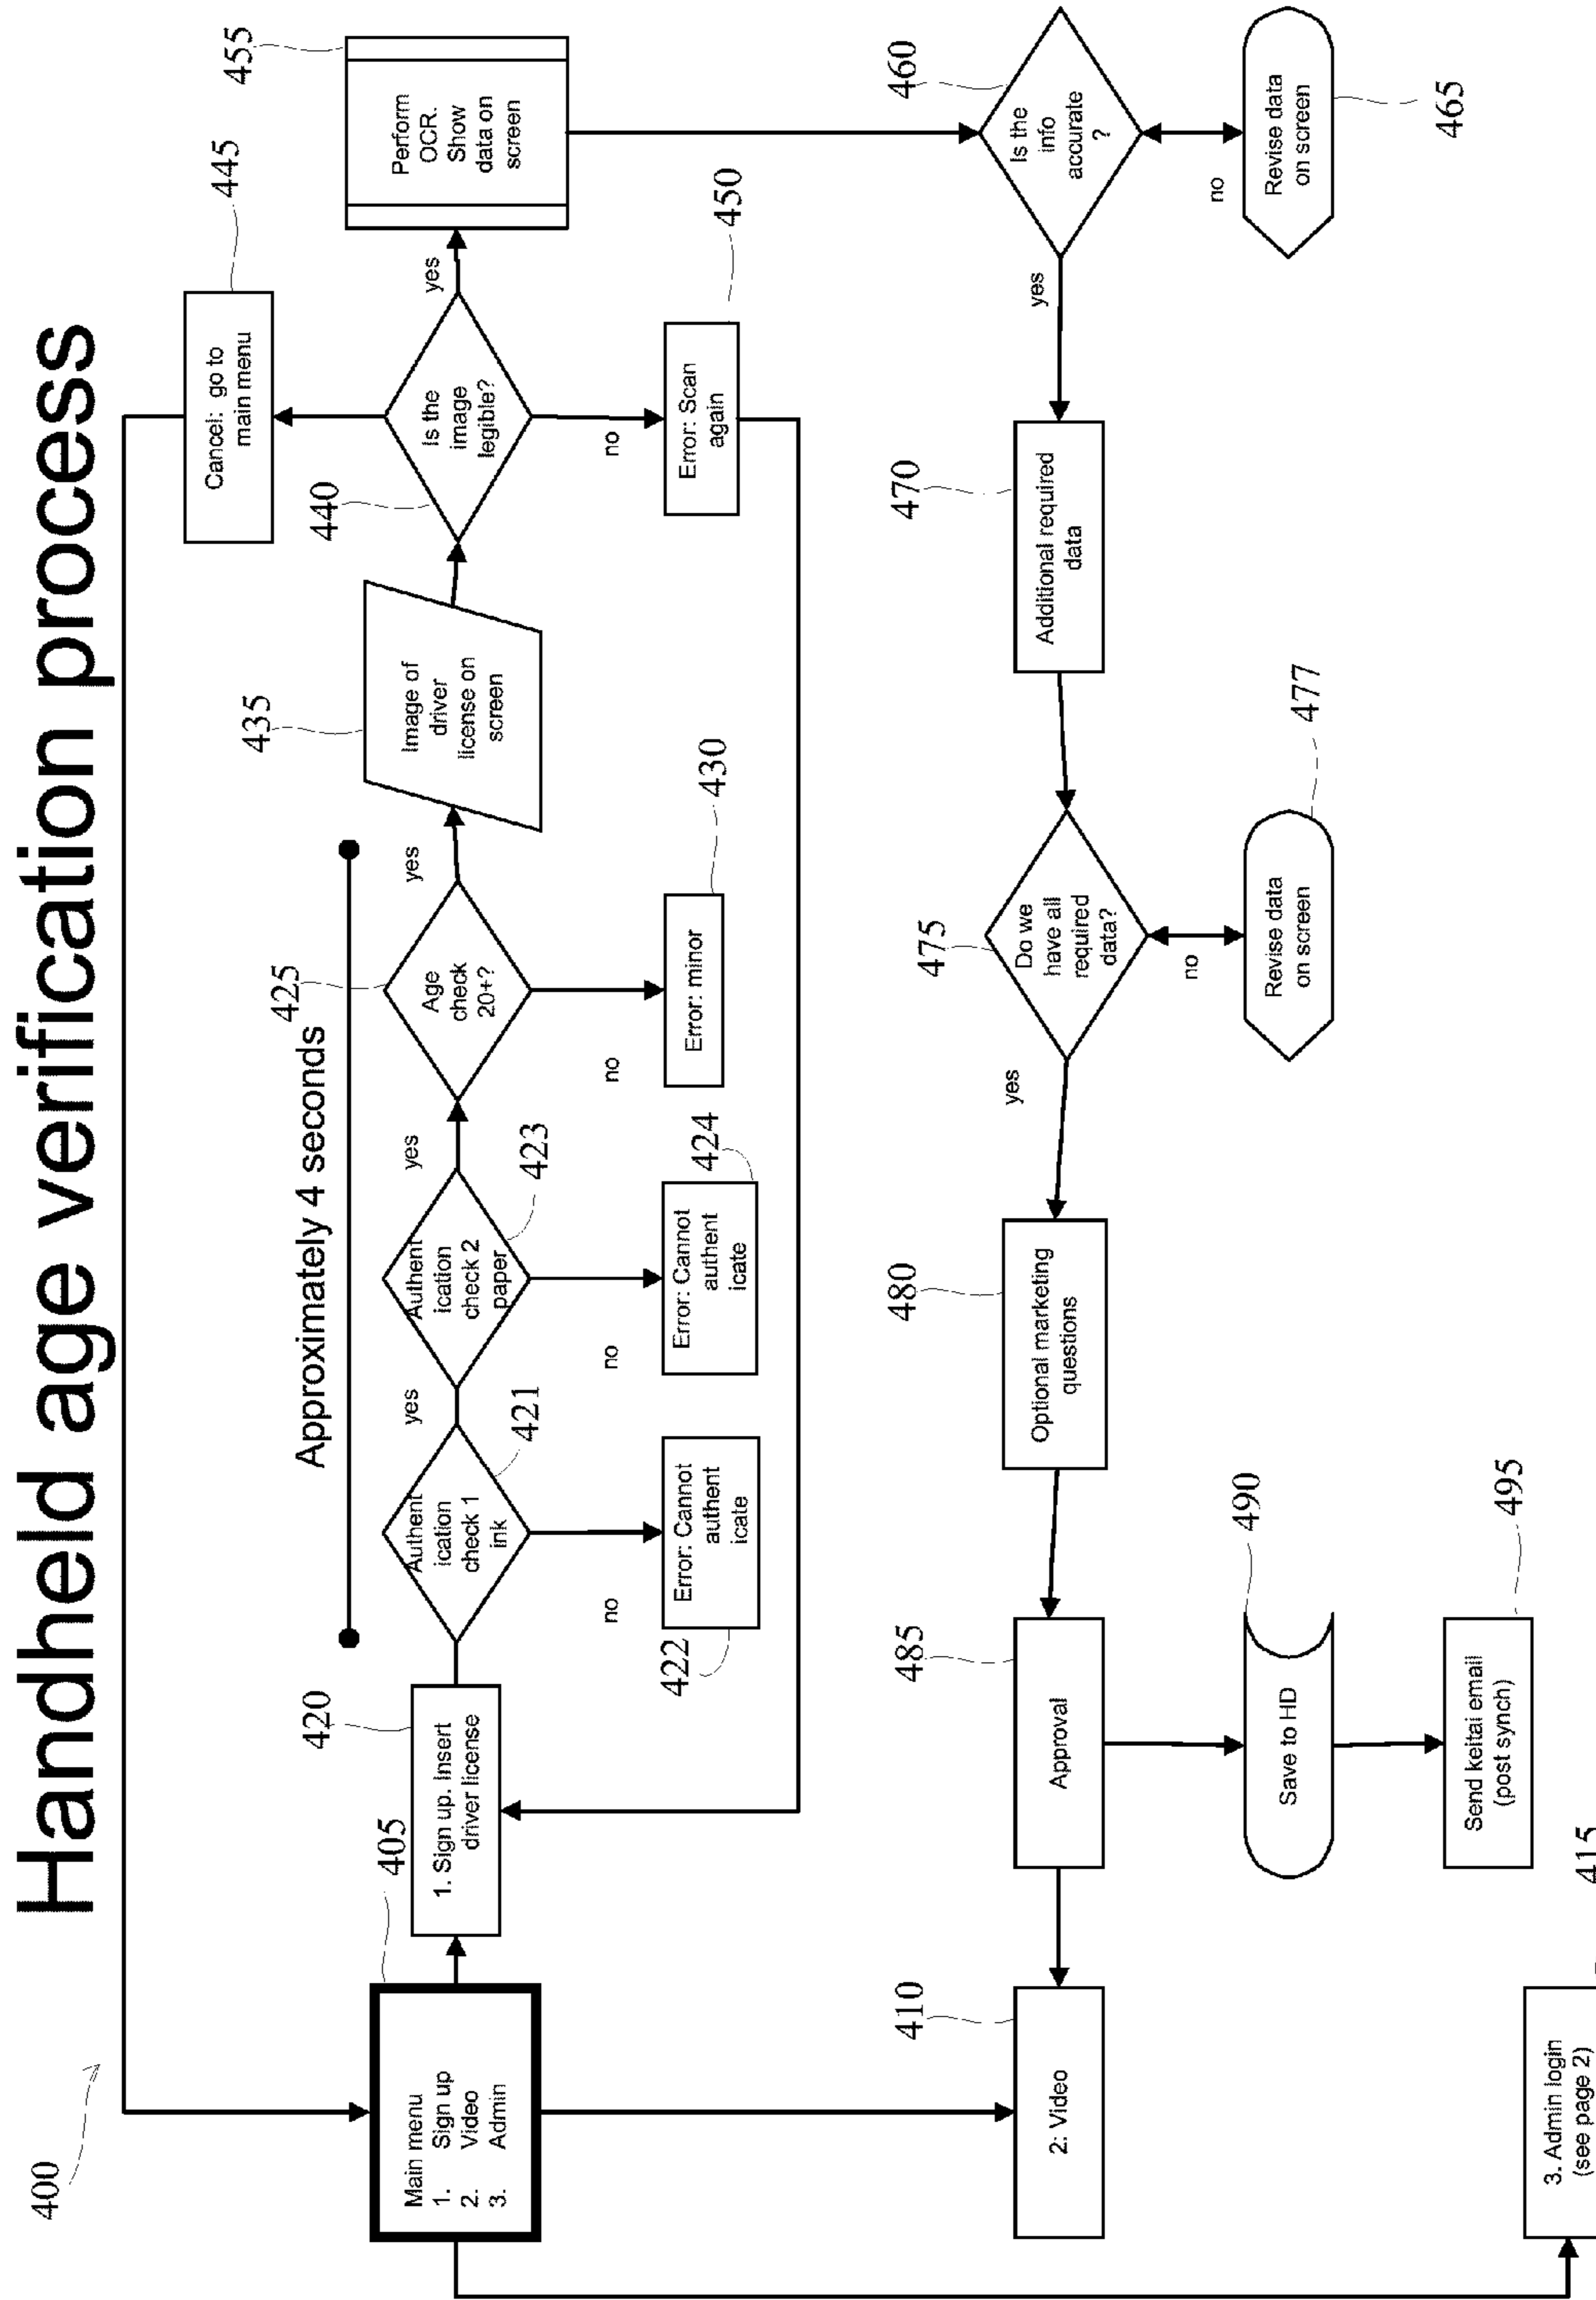 Handheld age verification process
400
Approximately 4 seconds
405
Main menu
1. Sign up
2. Video
3. Admin
420
1. Sign up. Insert
driver license
421
Authent
ication
check 1
ink
yes
no
422
Error: Cannot
authent
icate
423
Authent
ication
check 2
paper
yes
no
424
Error: Cannot
authent
icate
425
Age
check
20+?
yes
no
430
Error: minor
435
Image of
driver
license on
screen
440
Is the
image
legible?
yes
no
445
Cancel: go to
main menu
450
Error: Scan
again
455
Perform
OCR.
Show
data on
screen
460
Is the
info
accurate
?
yes
no
465
Revise data
on screen
470
Additional required
data
475
Do we
have all
required
data?
yes
no
477
Revise data
on screen
480
Optional marketing
questions
485
Approval
490
Save to HD
495
Send keitai email
(post synch)
410
2: Video
415
3. Admin login
(see page 2)